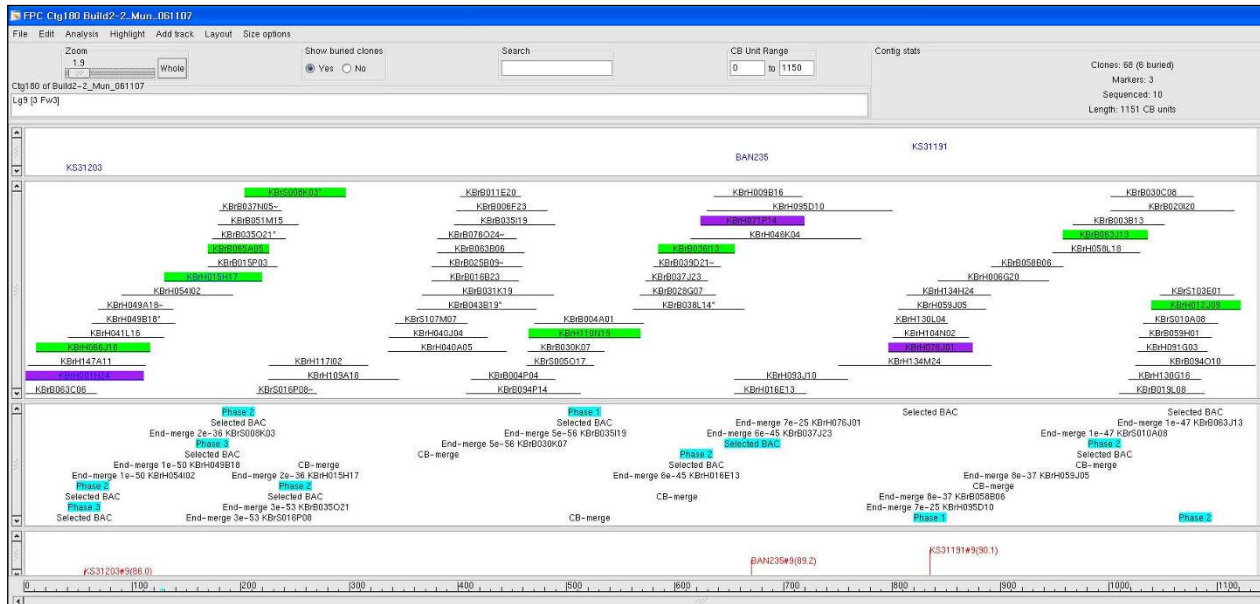 FPC Ctg180 Build2-2_Mun_061107
File Edit Analysis Highlight Add track Layout Size options
Zoom Show buried clones Search CB Unit Range Contig stats
1.9 Whole Yes No 0 to 1150 Clones: 68 (6 buried)
Markers: 3
Sequenced: 10
Length: 1151 CB units
Ctg180 of Build2-2_Mun_061107
Lg9 [3 Fw3]
KS31191
BAN235
KS31203
KBrS008K03* KBrB011E20 KBrH009B16 KBrB030C08
KBrB037N05~ KBrB006F23 KBrH095D10 KBrB020I20
KBrB051M15 KBrB035I19 KBrH071P14 KBrB003B13
KBrB035O21* KBrB076O24~ KBrH046K04 KBrB063J13
KBrB065A05 KBrB063B06 KBrB036I13 KBrH058L18
KBrB015P03 KBrB025B09~ KBrB039D21~ KBrB058B06
KBrH015H17 KBrB016B23 KBrB037J23 KBrH006G20
KBrH054I02 KBrB031K19 KBrB028G07 KBrH134H24 KBrS103E01
KBrH049A18~ KBrB043B19* KBrB038L14* KBrH059J05 KBrH012J09
KBrH049B18* KBrS107M07 KBrB004A01 KBrH130L04 KBrS010A08
KBrH041L16 KBrH040J04 KBrH110N19 KBrH104N02 KBrB059H01
KBrH066J16 KBrH040A05 KBrB030K07 KBrH076J01 KBrH091G03
KBrH147A11 KBrH117I02 KBrS005O17 KBrH134M24 KBrB094O10
KBrH001H24 KBrH109A18 KBrB004P04 KBrH093J10 KBrH130G16
KBrB063C06 KBrS016P08~ KBrB094P14 KBrH016E13 KBrB019L08
Phase 2 Phase 1 Selected BAC Selected BAC
Selected BAC Selected BAC End-merge 7e-25 KBrH076J01 End-merge 1e-47 KBrB063J13
End-merge 2e-36 KBrS008K03 End-merge 5e-56 KBrB035I19 End-merge 6e-45 KBrB037J23 End-merge 1e-47 KBrS010A08
Phase 3 End-merge 5e-56 KBrB030K07 Selected BAC Phase 2
Selected BAC CB-merge Phase 2 Selected BAC
End-merge 1e-50 KBrH049B18 CB-merge Selected BAC CB-merge
End-merge 1e-50 KBrH054I02 End-merge 2e-36 KBrH015H17 End-merge 6e-45 KBrH016E13 End-merge 8e-37 KBrH059J05
Phase 2 Phase 2 CB-merge
Selected BAC Selected BAC CB-merge End-merge 8e-37 KBrB058B06
Phase 3 End-merge 3e-53 KBrB035O21 End-merge 7e-25 KBrH095D10
Selected BAC End-merge 3e-53 KBrS016P08 CB-merge Phase 1 Phase 2
KS31191#9(90.1)
BAN235#9(89.2)
KS31203#9(86.0)
0 100 200 300 400 500 600 700 800 900 1000 1100